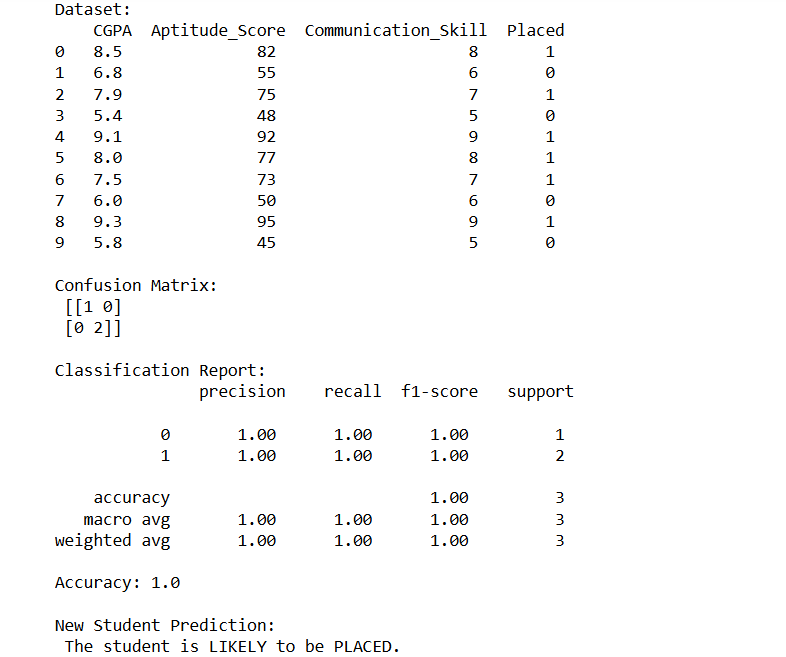 Dataset:
CGPA Aptitude_Score Communication_Skill Placed
0 8.5 82 8 1
1 6.8 55 6 0
2 7.9 75 7 1
3 5.4 48 5 0
4 9.1 92 9 1
5 8.0 77 8 1
6 7.5 73 7 1
7 6.0 50 6 0
8 9.3 95 9 1
9 5.8 45 5 0
Confusion Matrix:
[[1 0]
[0 2]]
Classification Report:
precision recall f1-score support
0 1.00 1.00 1.00 1
1 1.00 1.00 1.00 2
accuracy 1.00 3
macro avg 1.00 1.00 1.00 3
weighted avg 1.00 1.00 1.00 3
Accuracy: 1.0
New Student Prediction:
The student is LIKELY to be PLACED.